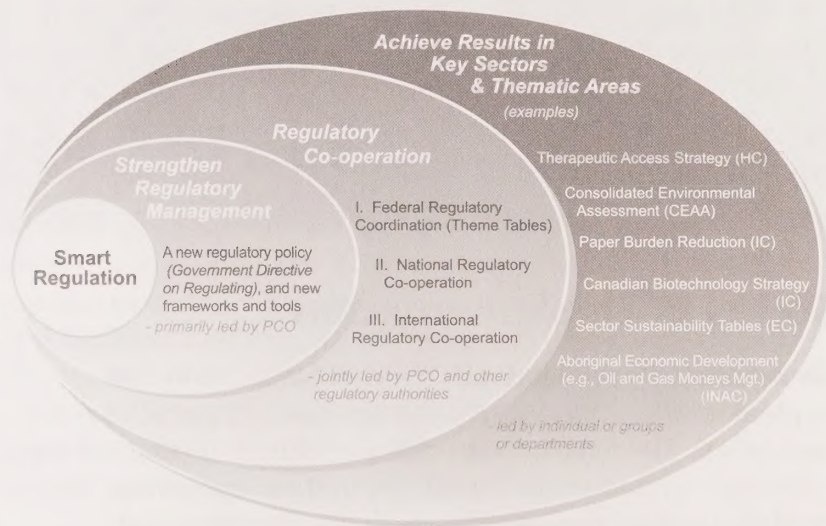 Achieve Results in
Key Sectors
& Thematic Areas
(examples)
Regulatory
Co-operation
Strengthen
Regulatory
Management
Smart
Regulation
A new regulatory policy
(Government Directive
on Regulating), and new
frameworks and tools
- primarily led by PCO
I. Federal Regulatory
Coordination (Theme Tables)
II. National Regulatory
Co-operation
III. International
Regulatory Co-operation
- jointly led by PCO and other
regulatory authorities
Therapeutic Access Strategy (HC)
Consolidated Environmental
Assessment (CEAA)
Paper Burden Reduction (IC)
Canadian Biotechnology Strategy
(IC)
Sector Sustainability Tables (EC)
Aboriginal Economic Development
(e.g., Oil and Gas Moneys Mgt.)
(INAC)
- led by individual or groups
or departments